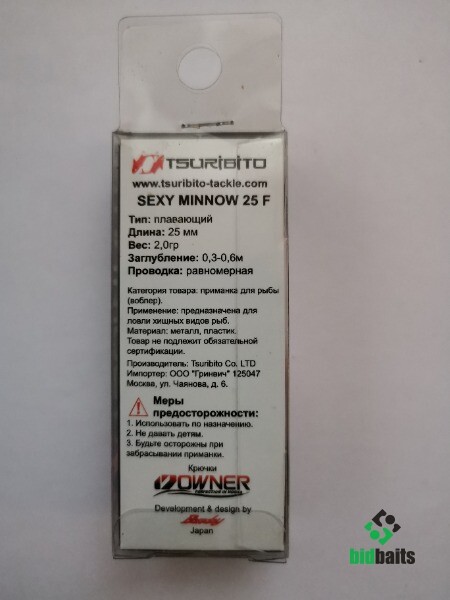 TSURIBITO
www.tsuribito-tackle.com
SEXY MINNOW 25 F
Тип: плавающий
Длина: 25 мм
Вес: 2,0гр
Заглубление: 0,3-0,6м
Проводка: равномерная
Категория товара: приманка для рыбы
(воблер).
Применение: предназначена для
ловли хищных видов рыб.
Материал: металл, пластик.
Товар не подлежит обязательной
сертификации.
Производитель: Tsuribito Co. LTD
Импортер: ООО "Гринвич" 125047
Москва, ул. Чаянова, д. 6.
Меры
предосторожности:
1. Использовать по назначению.
2. Не давать детям.
3. Будьте осторожны при
забрасывании приманки.
Крючки
OWNER
Development & design by
Japan
bidbaits